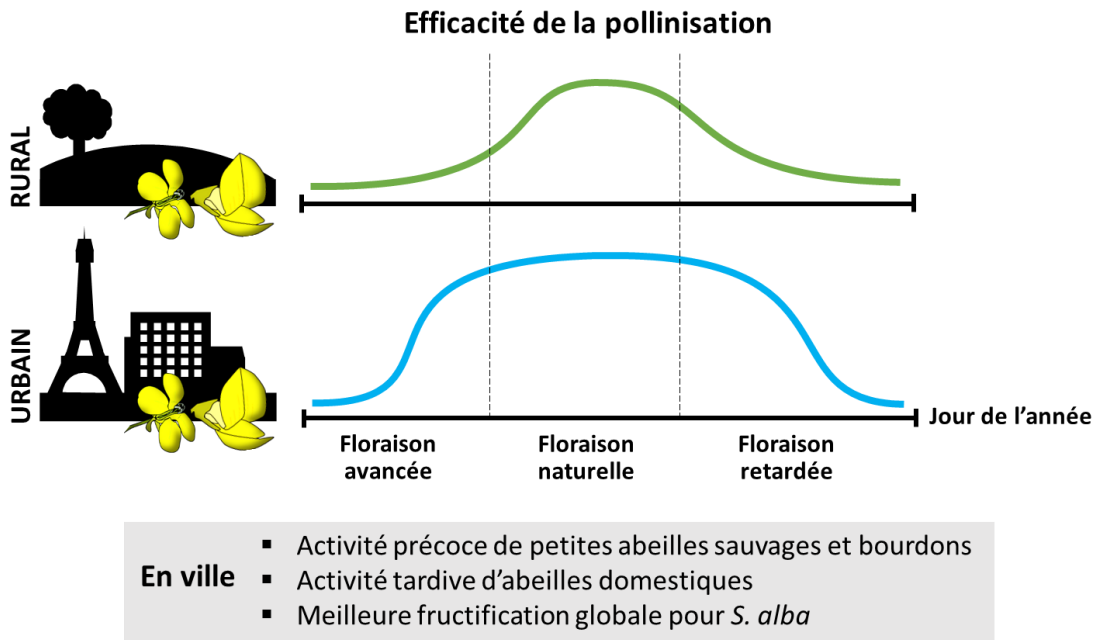 Efficacité de la pollinisation
RURAL
URBAIN
Jour de l'année
Floraison
avancée
Floraison
naturelle
Floraison
retardée
En ville
▪ Activité précoce de petites abeilles sauvages et bourdons
▪ Activité tardive d'abeilles domestiques
▪ Meilleure fructification globale pour S. alba